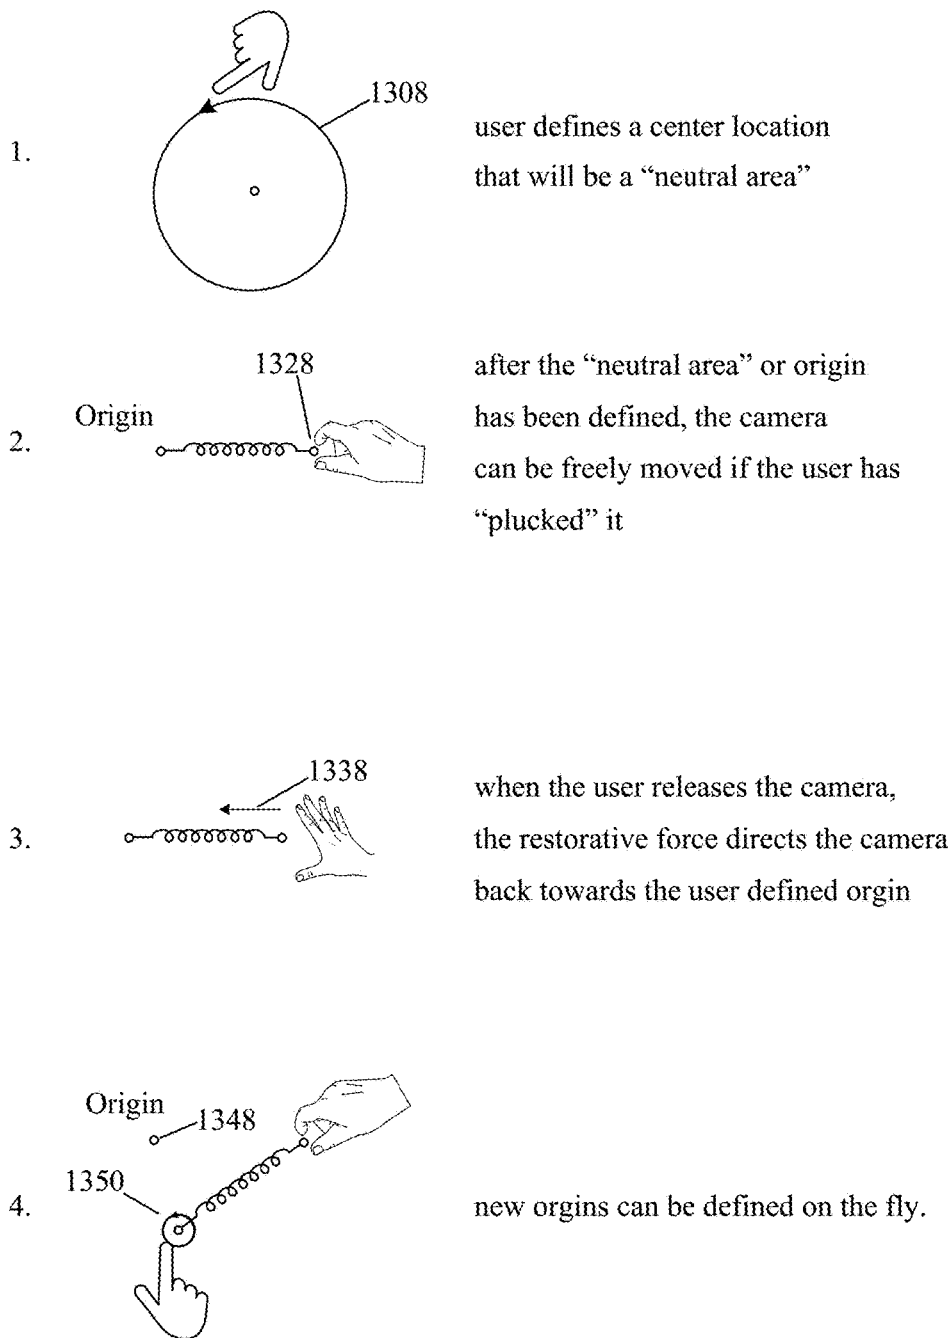 1308
1.
user defines a center location
that will be a “neutral area”
1328
Origin
2.
after the “neutral area” or origin
has been defined, the camera
can be freely moved if the user has
“plucked” it
1338
3.
when the user releases the camera,
the restorative force directs the camera
back towards the user defined orgin
Origin
1348
1350
4.
new orgins can be defined on the fly.